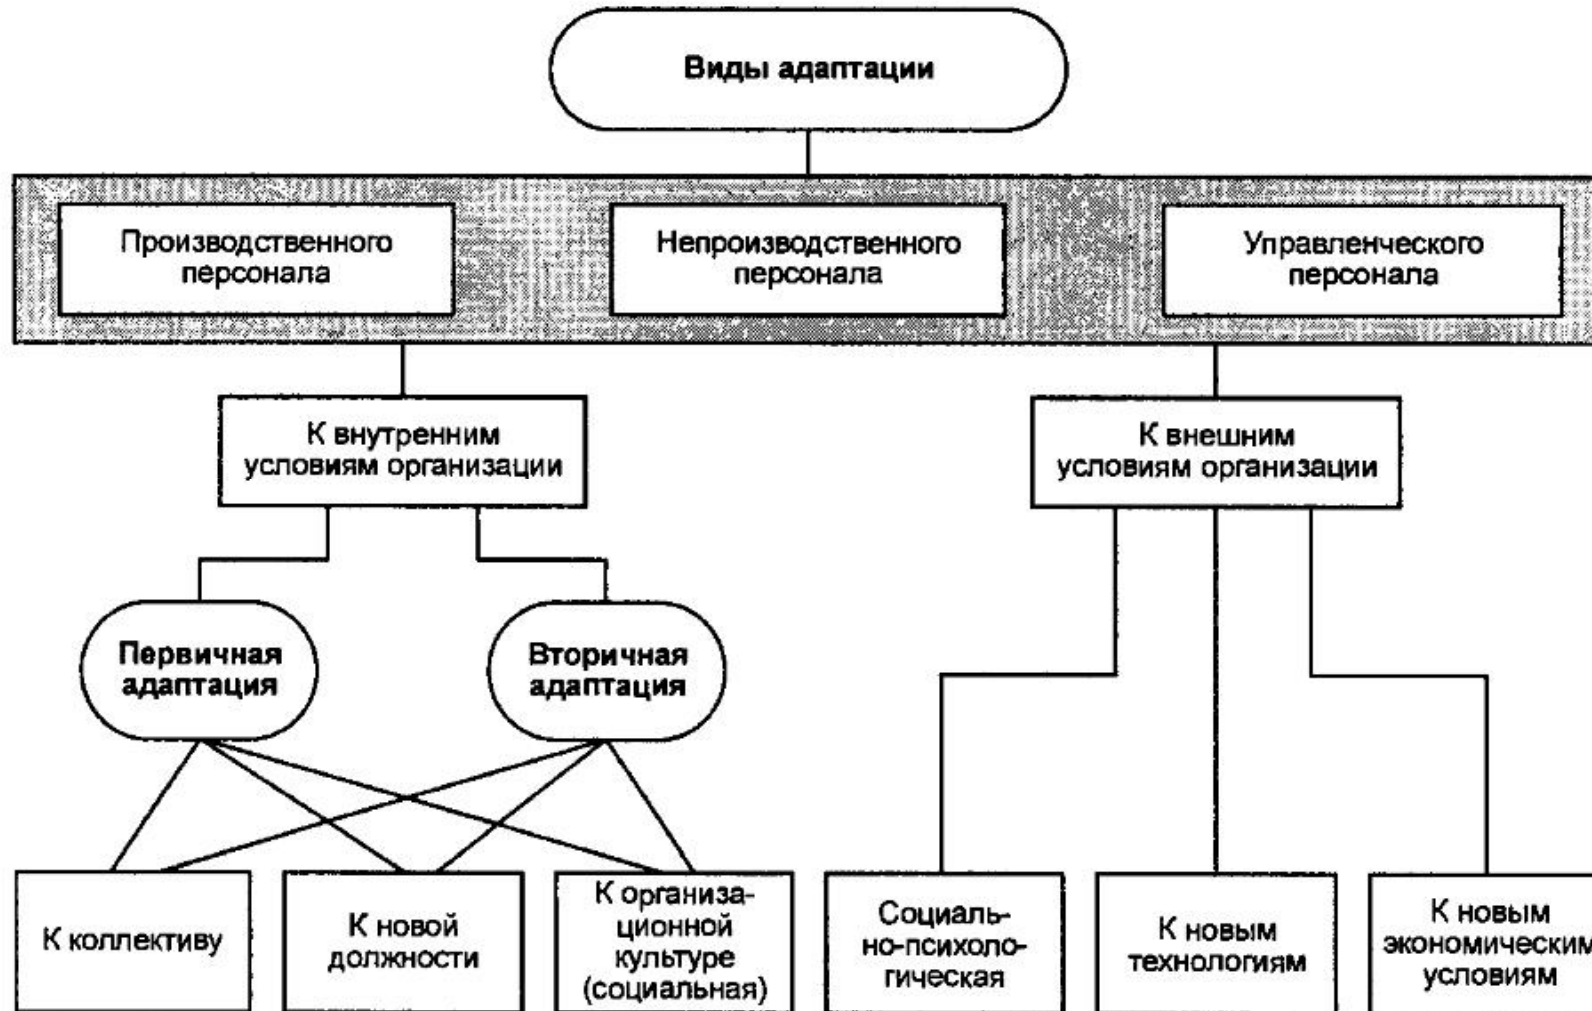 Виды адаптации
Производственного
персонала
Непроизводственного
персонала
Управленческого
персонала
К внутренним
условиям организации
К внешним
условиям организации
Первичная
адаптация
Вторичная
адаптация
К коллективу
К новой
должности
К организа-
ционной
культуре
(социальная)
Социаль-
но-психоло-
гическая
К новым
технологиям
К новым
экономическим
условиям